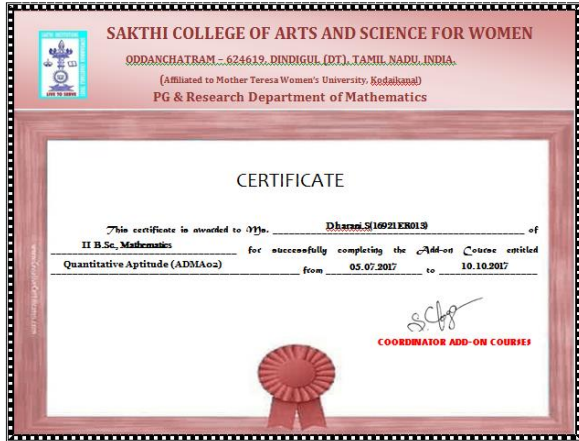 SAKTHI COLLEGE OF ARTS AND SCIENCE FOR WOMEN
ODDANCHATRAM – 624619, DINDIGUL (DT), TAMIL NADU, INDIA.
(Affiliated to Mother Teresa Women's University, Kodaikanal)
PG & Research Department of Mathematics
CERTIFICATE
This certificate is awarded to Ms. Dharani.S(16921ER013) of
II B.Sc, Mathematics for successfully completing the Add-on Course entitled
Quantitative Aptitude (ADMA02) from 05.07.2017 to 10.10.2017
COORDINATOR ADD-ON COURSES